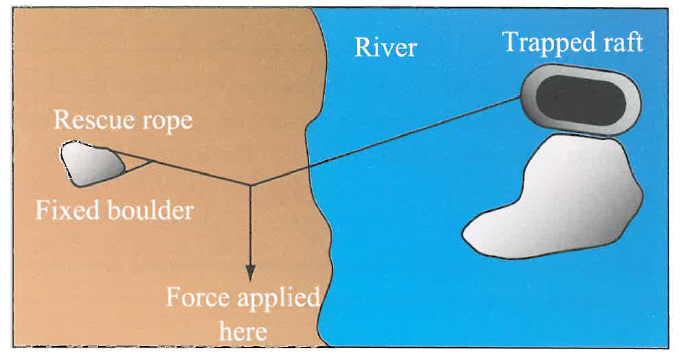 River
Trapped raft
Rescue rope
Fixed boulder
Force applied
here